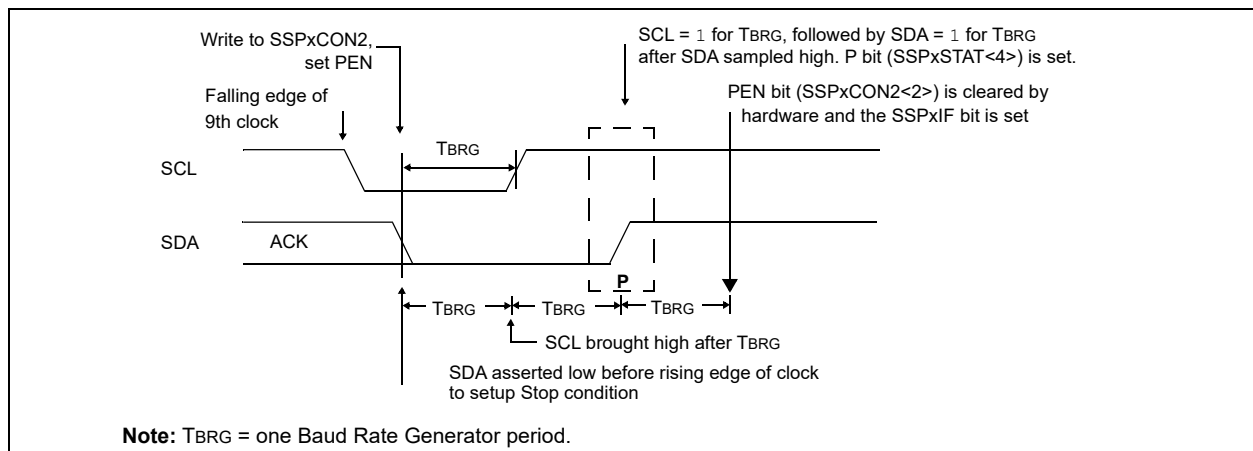 Write to SSPxCON2,
set PEN
SCL = 1 for TBRG, followed by SDA = 1 for TBRG
after SDA sampled high. P bit (SSPxSTAT<4>) is set.
Falling edge of
9th clock
PEN bit (SSPxCON2<2>) is cleared by
hardware and the SSPxIF bit is set
TBRG
SCL
SDA
ACK
P
TBRG
TBRG
TBRG
SCL brought high after TBRG
SDA asserted low before rising edge of clock
to setup Stop condition
Note: TBRG = one Baud Rate Generator period.